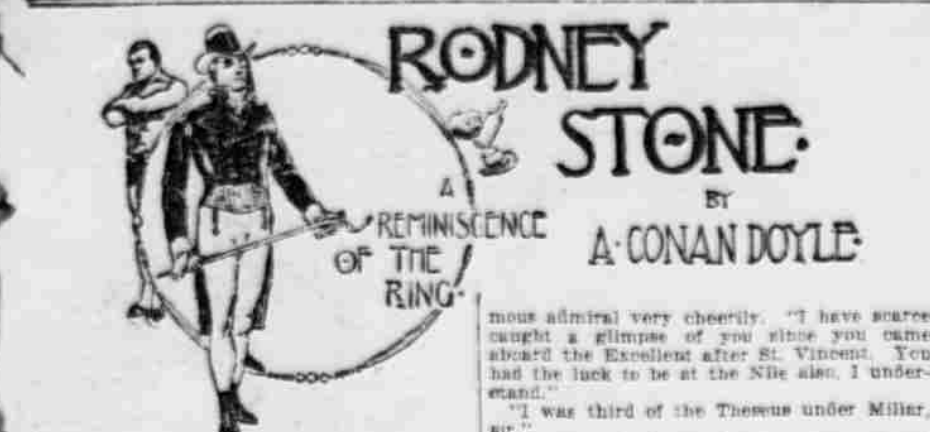 RODNEY
STONE.
A
REMINISCENCE
OF THE
RING.
BY
A. CONAN DOYLE.
mous admiral very cheerily. "I have scarce
caught a glimpse of you since you came
aboard the Excellent after St. Vincent. You
had the luck to be at the Nile also, I under-
stand."
"I was third of the Theseus under Millar,
sir."